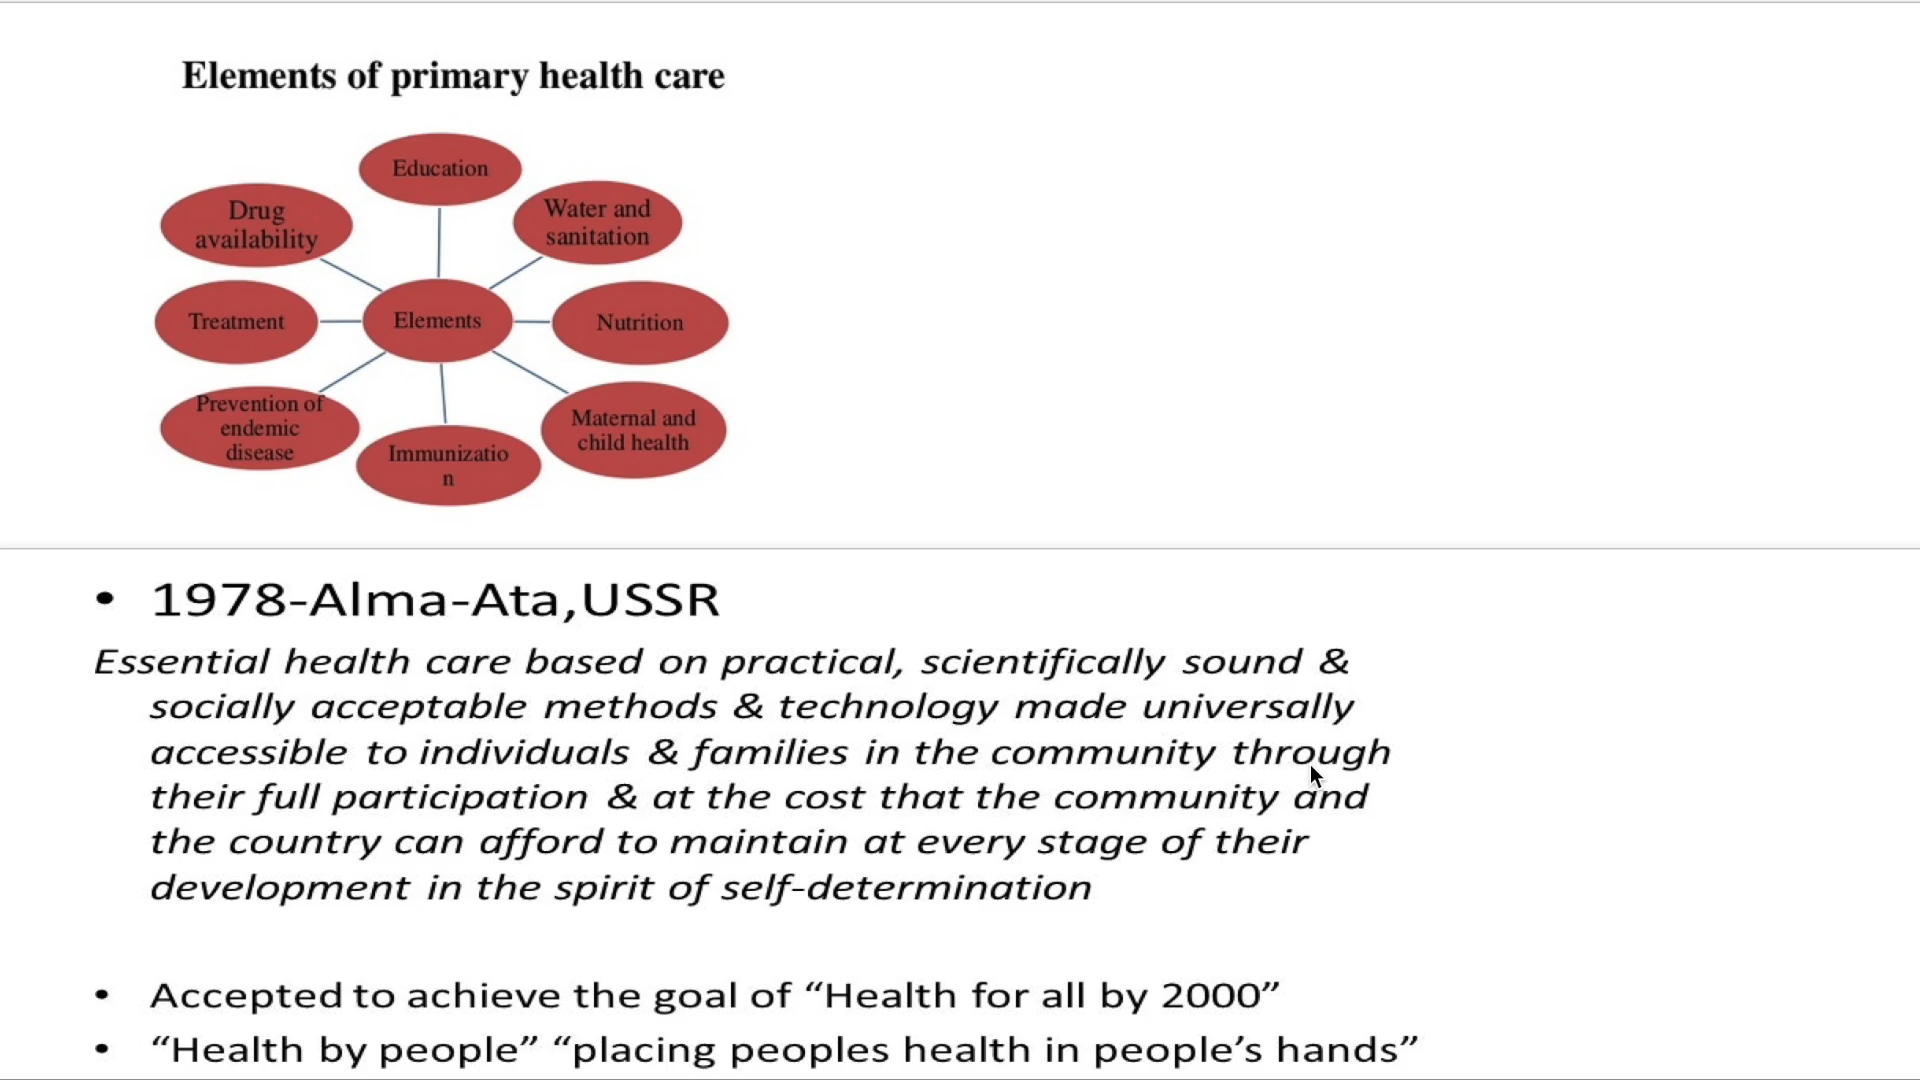 Elements of primary health care
Education
Drug
availability
Water and
sanitation
Treatment
Elements
Nutrition
Prevention of
endemic
disease
Immunizatio
n
Maternal and
child health
• 1978-Alma-Ata,USSR
Essential health care based on practical, scientifically sound &
socially acceptable methods & technology made universally
accessible to individuals & families in the community through
their full participation & at the cost that the community and
the country can afford to maintain at every stage of their
development in the spirit of self-determination
• Accepted to achieve the goal of “Health for all by 2000”
• “Health by people” “placing peoples health in people’s hands”